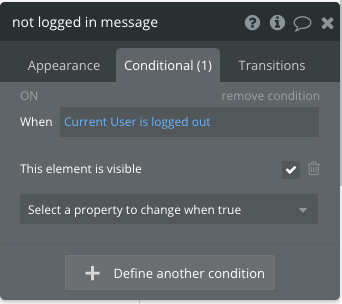 not logged in message
Appearance
Conditional (1)
Transitions
ON
remove condition
When
Current User is logged out
This element is visible
Select a property to change when true
Define another condition